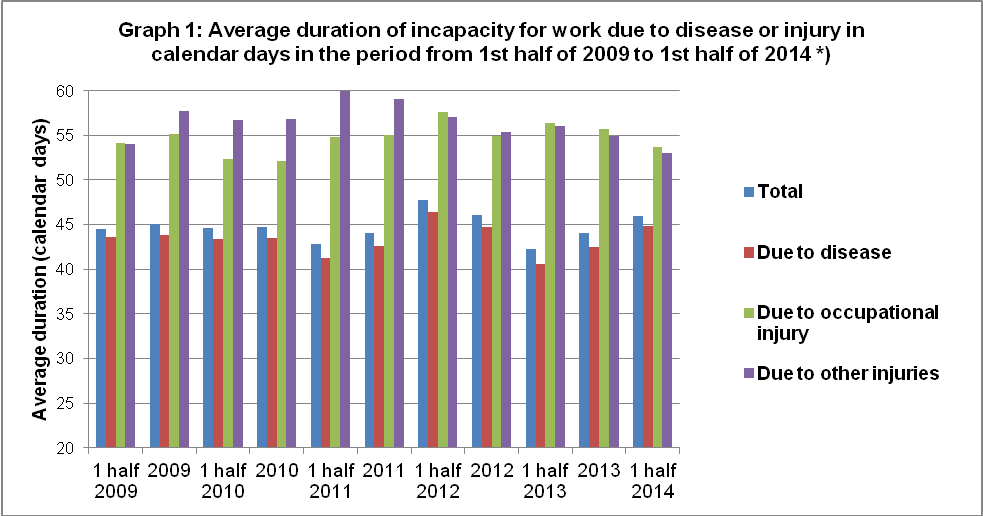 Graph 1: Average duration of incapacity for work due to disease or injury in
calendar days in the period from 1st half of 2009 to 1st half of 2014 *)
Average duration (calendar days)
60
55
50
45
40
35
30
25
20
1 half 2009 1 half 2010 1 half 2011 1 half 2012 1 half 2013 1 half
2009 2010 2011 2012 2013 2014
Total
Due to disease
Due to occupational
injury
Due to other injuries